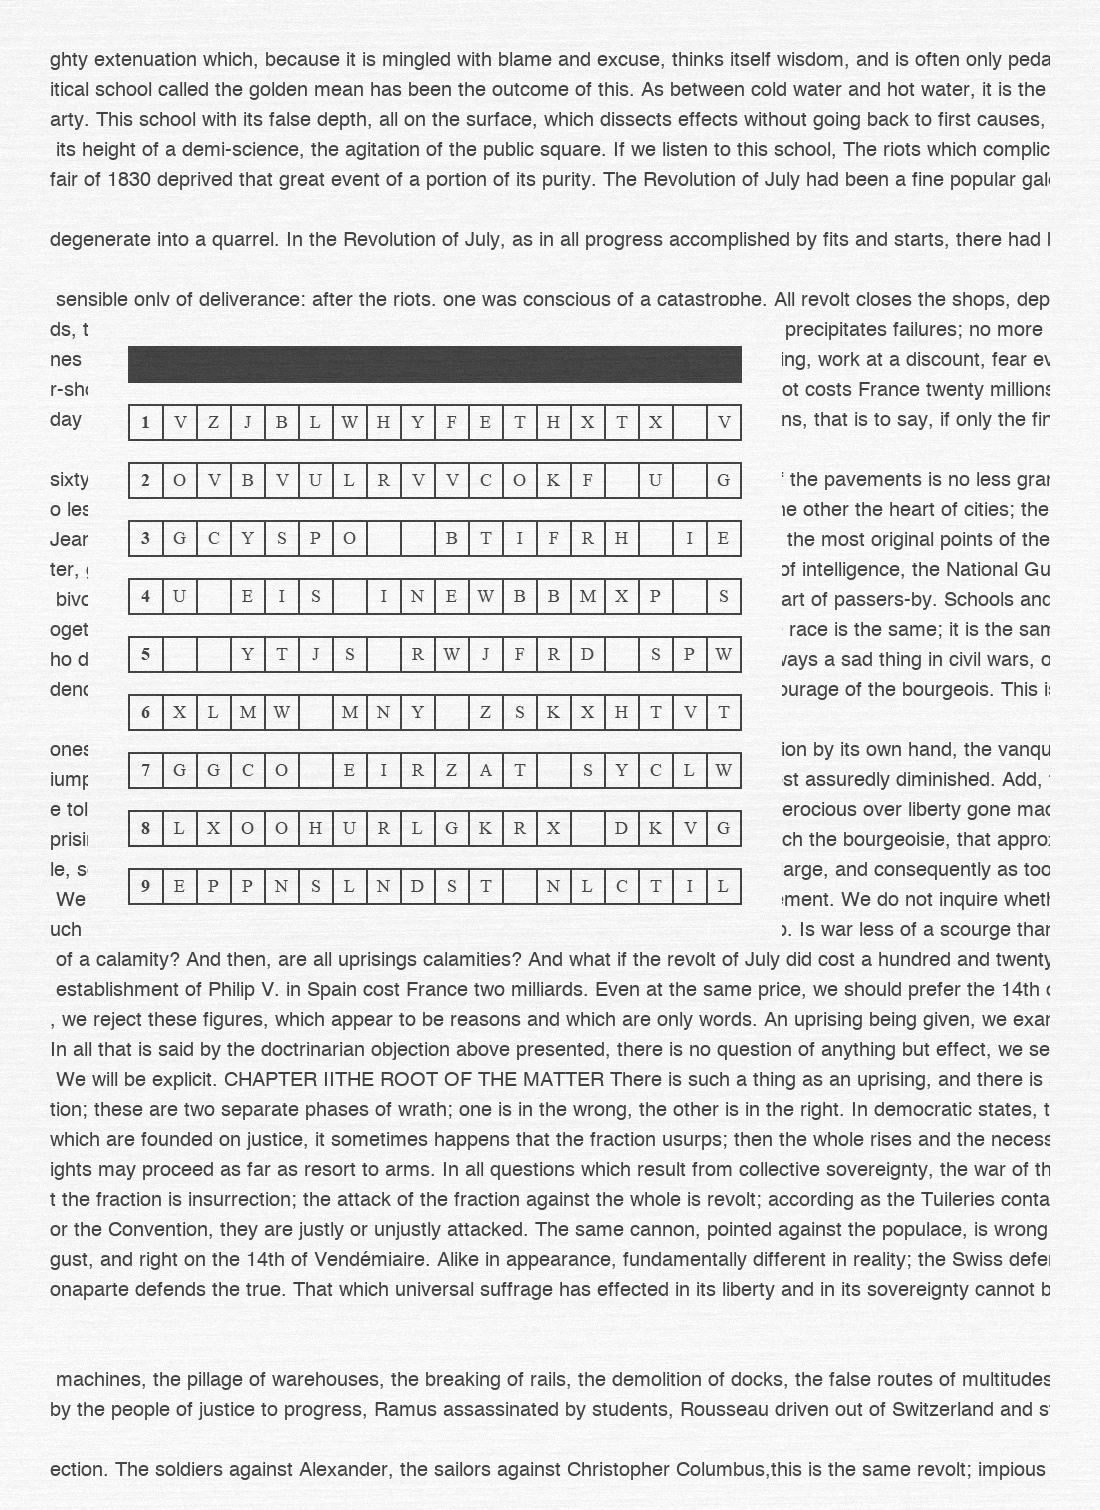 ghty extenuation which, because it is mingled with blame and excuse, thinks itself wisdom, and is often only peda
itical school called the golden mean has been the outcome of this. As between cold water and hot water, it is the
arty. This school with its false depth, all on the surface, which dissects effects without going back to first causes,
its height of a demi-science, the agitation of the public square. If we listen to this school, The riots which complic
fair of 1830 deprived that great event of a portion of its purity. The Revolution of July had been a fine popular gal
degenerate into a quarrel. In the Revolution of July, as in all progress accomplished by fits and starts, there had
sensible only of deliverance; after the riots, one was conscious of a catastrophe. All revolt closes the shops, dep
ds, t precipitates failures; no more
nes ing, work at a discount, fear ev
r-sho ot costs France twenty millions
day ns, that is to say, if only the fin
sixty the pavements is no less gran
o les e other the heart of cities; the
Jean the most original points of the
ter, of intelligence, the National Gu
bivo art of passers-by. Schools and
oget race is the same; it is the sam
ho d ways a sad thing in civil wars, o
denc ourage of the bourgeois. This is
ones ion by its own hand, the vanqu
iump st assuredly diminished. Add,
e tol erocious over liberty gone mad
prisi ch the bourgeoisie, that appro
le, s arge, and consequently as too
We ement. We do not inquire wheth
uch o. Is war less of a scourge than
1 V Z J B L W H Y F E T H X T X V
2 O V B V U L R V V C O K F U G
3 G C Y S P O B T I F R H I E
4 U E I S I N E W B B M X P S
5 Y T J S R W J F R D S P W
6 X L M W M N Y Z S K X H T V T
7 G G C O E I R Z A T S Y C L W
8 L X O O H U R L G K R X D K V G
9 E P P N S L N D S T N L C T I L
of a calamity? And then, are all uprisings calamities? And what if the revolt of July did cost a hundred and twenty
establishment of Philip V. in Spain cost France two milliards. Even at the same price, we should prefer the 14th
, we reject these figures, which appear to be reasons and which are only words. An uprising being given, we exar
In all that is said by the doctrinarian objection above presented, there is no question of anything but effect, we se
We will be explicit. CHAPTER IITHE ROOT OF THE MATTER There is such a thing as an uprising, and there is
tion; these are two separate phases of wrath; one is in the wrong, the other is in the right. In democratic states, t
which are founded on justice, it sometimes happens that the fraction usurps; then the whole rises and the necess
ights may proceed as far as resort to arms. In all questions which result from collective sovereignty, the war of th
t the fraction is insurrection; the attack of the fraction against the whole is revolt; according as the Tuileries conta
or the Convention, they are justly or unjustly attacked. The same cannon, pointed against the populace, is wrong
gust, and right on the 14th of Vendémiaire. Alike in appearance, fundamentally different in reality; the Swiss defe
onaparte defends the true. That which universal suffrage has effected in its liberty and in its sovereignty cannot b
machines, the pillage of warehouses, the breaking of rails, the demolition of docks, the false routes of multitudes
by the people of justice to progress, Ramus assassinated by students, Rousseau driven out of Switzerland and s
ection. The soldiers against Alexander, the sailors against Christopher Columbus,this is the same revolt; impious